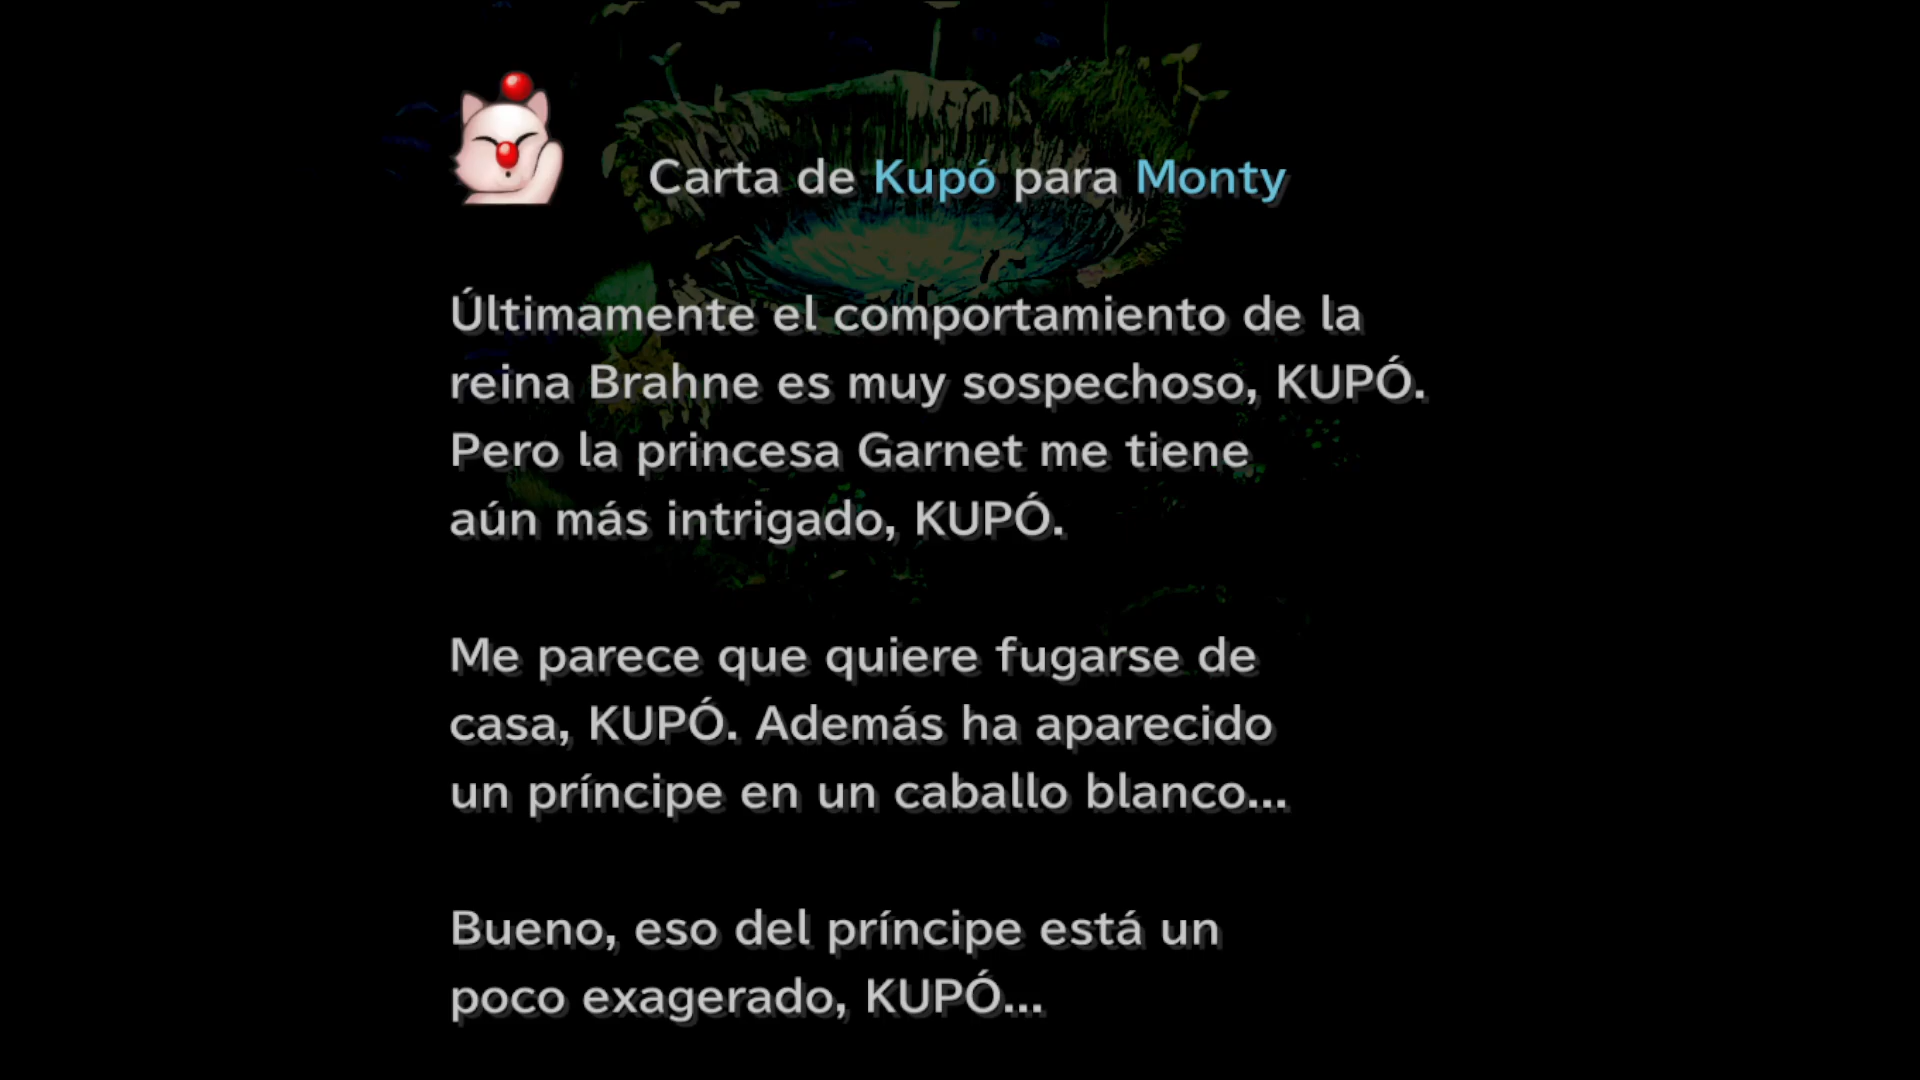 Carta de Kupó para Monty
Últimamente el comportamiento de la
reina Brahne es muy sospechoso, KUPÓ.
Pero la princesa Garnet me tiene
aún más intrigado, KUPÓ.
Me parece que quiere fugarse de
casa, KUPÓ. Además ha aparecido
un príncipe en un caballo blanco...
Bueno, eso del príncipe está un
poco exagerado, KUPÓ...